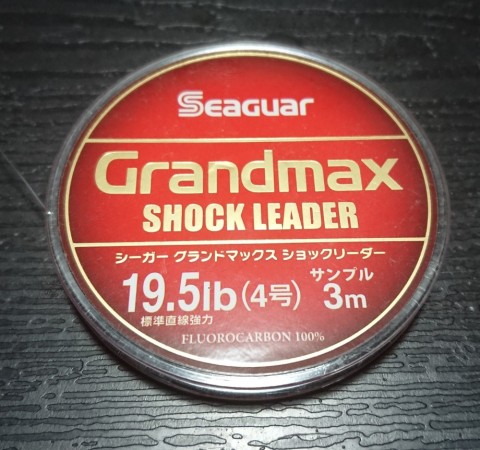 Seaguar
Grandmax
SHOCK LEADER
シーガー グランドマックス ショックリーダー
19.5lb(4号) サンプル 3m
標準直線強力
FLUOROCARBON 100%